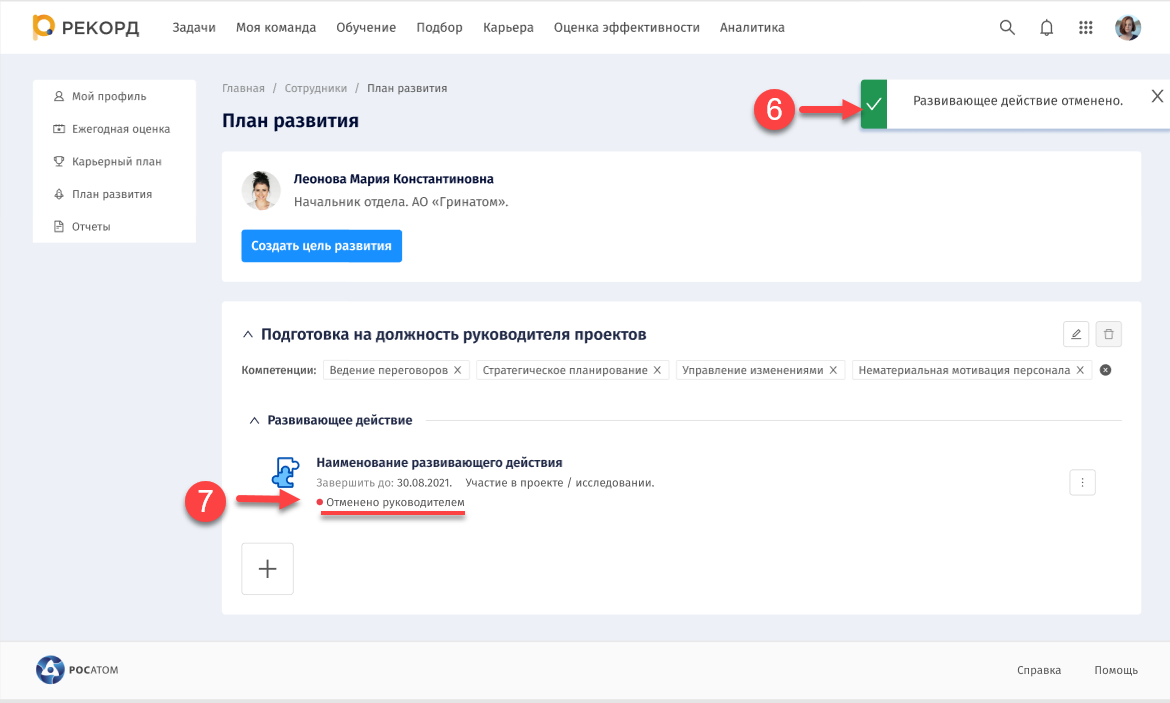 РЕКОРД Задачи Моя команда Обучение Подбор Карьера Оценка эффективности Аналитика
Мой профиль
Ежегодная оценка
Карьерный план
План развития
Отчеты
Главная / Сотрудники / План развития
План развития
6
Развивающее действие отменено.
Леонова Мария Константиновна
Начальник отдела. АО «Гринатом».
Создать цель развития
Подготовка на должность руководителя проектов
Компетенции: Ведение переговоров Стратегическое планирование Управление изменениями Нематериальная мотивация персонала
Развивающее действие
Наименование развивающего действия
Завершить до: 30.08.2021. Участие в проекте / исследовании.
7
Отменено руководителем
РОСАТОМ
Справка Помощь